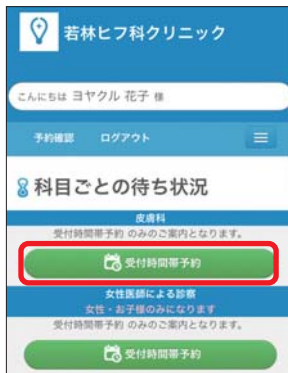 若林ヒフ科クリニック
こんにちは ヨヤクル 花子 様
予約確認 ログアウト
科目ごとの待ち状況
皮膚科
受付時間帯予約 のみのご案内となります。
受付時間帯予約
女性医師による診察
女性・お子様のみになります
受付時間帯予約 のみのご案内となります。
受付時間帯予約